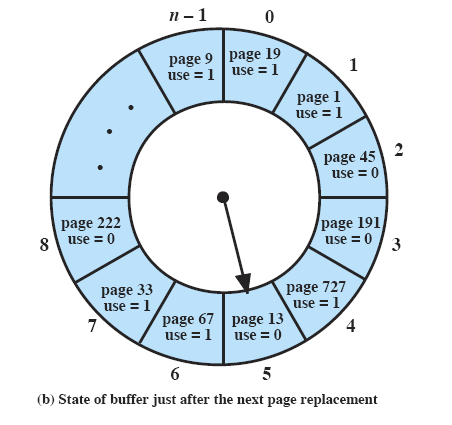 n – 1
0
page 9
use = 1
page 19
use = 1
1
page 1
use = 1
2
page 45
use = 0
page 191
use = 0
3
page 222
use = 0
8
page 33
use = 1
7
page 67
use = 1
6
page 13
use = 0
5
page 727
use = 1
4
(b) State of buffer just after the next page replacement